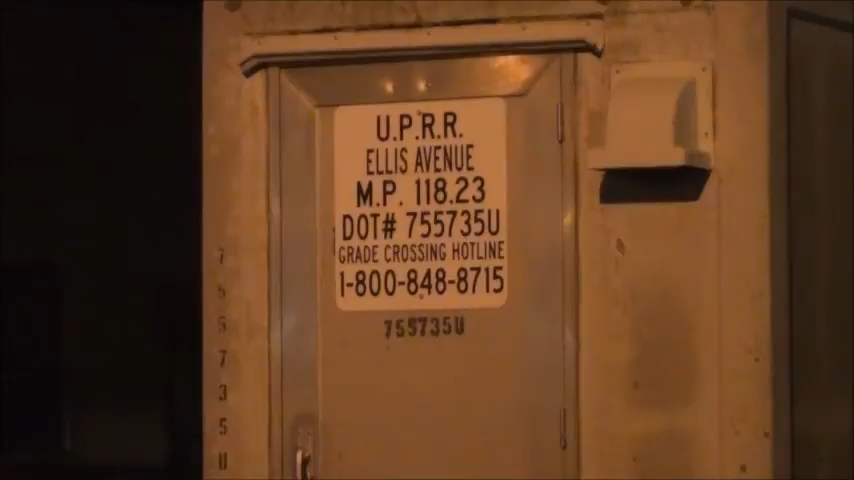 U.P.R.R.
ELLIS AVENUE
M.P. 118.23
DOT# 755735U
GRADE CROSSING HOTLINE
1-800-848-8715
755735U
7
5
5
7
3
5
U